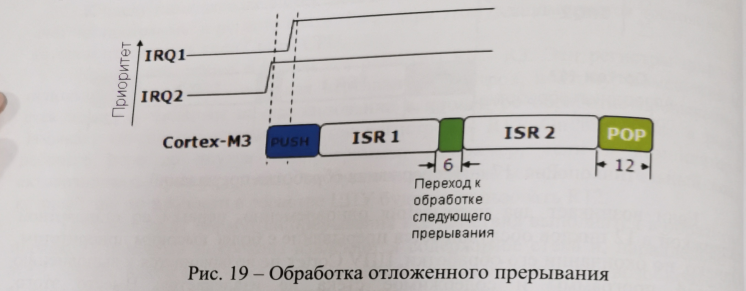 Приоритет
IRQ1
IRQ2
Cortex-M3 PUSH ISR 1 ISR 2 POP
6 12
Переход к
обработке
следующего
прерывания
Рис. 19 – Обработка отложенного прерывания